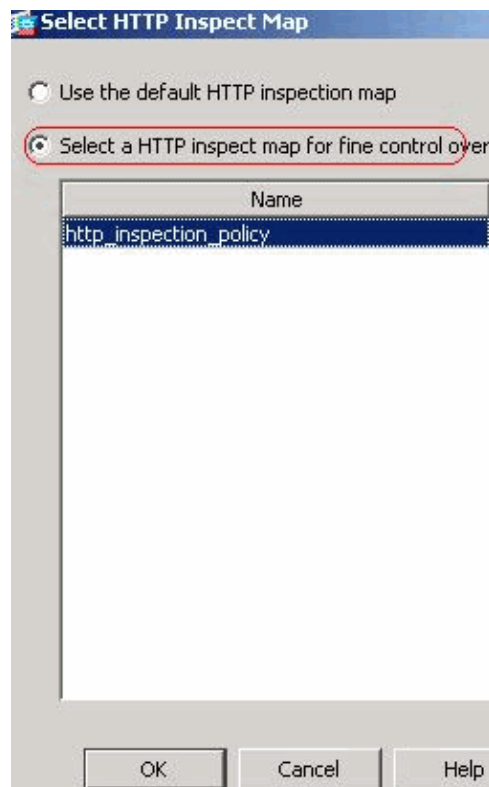 Select HTTP Inspect Map
Use the default HTTP inspection map
Select a HTTP inspect map for fine control over
Name
http_inspection_policy
OK
Cancel
Help